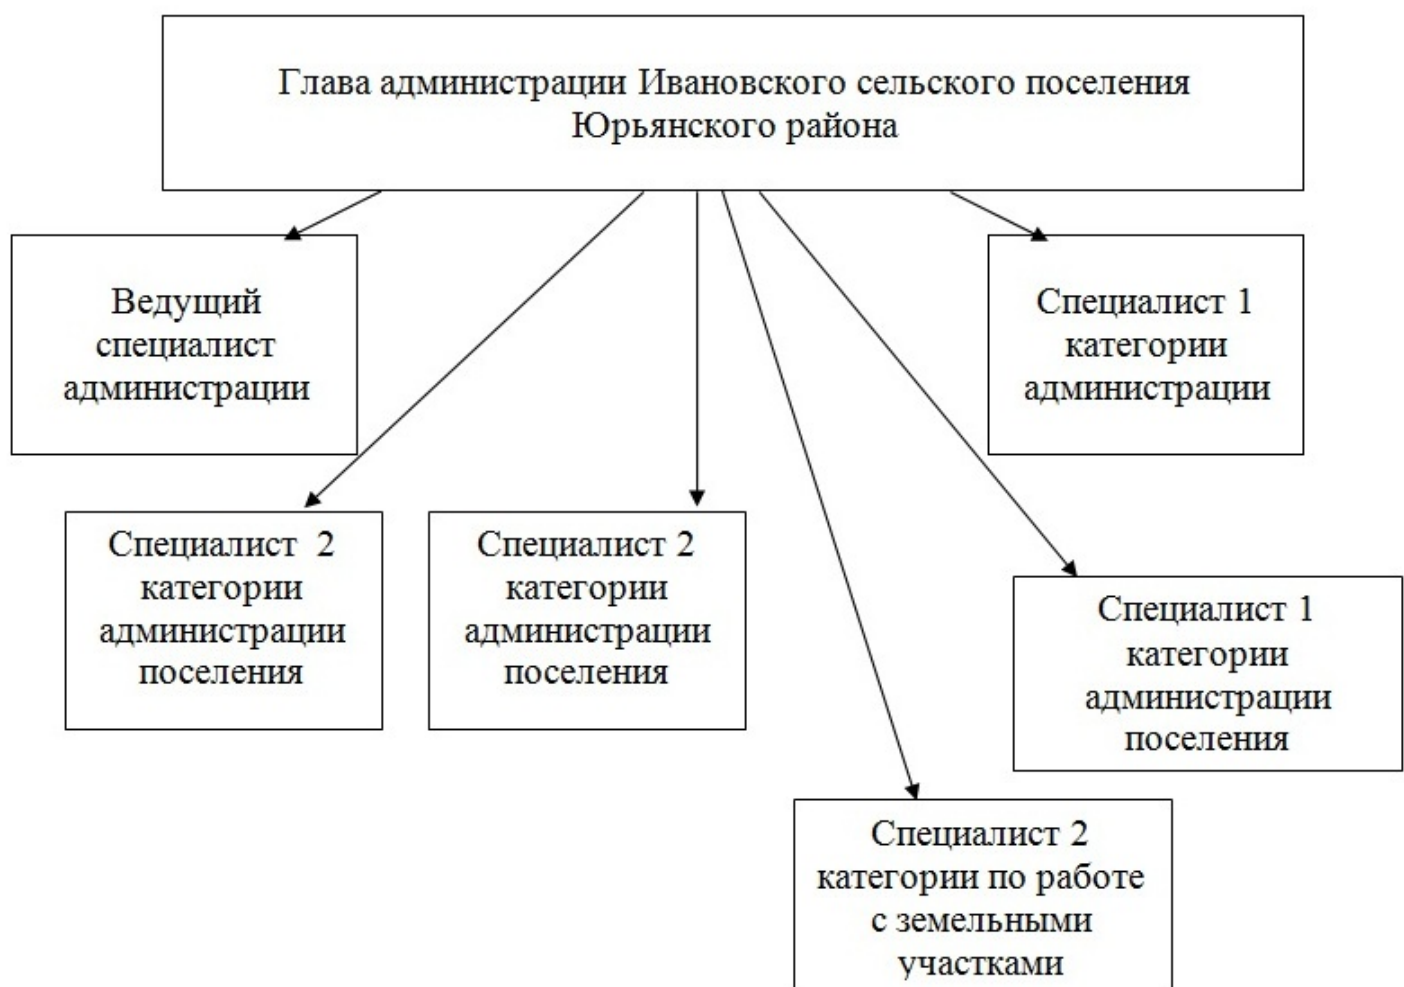 Глава администрации Ивановского сельского поселения
Юрьянского района
Ведущий
специалист
администрации
Специалист 1
категории
администрации
Специалист  2
категории
администрации
поселения
Специалист 2
категории
администрации
поселения
Специалист 1
категории
администрации
поселения
Специалист 2
категории по работе
с земельными
участками